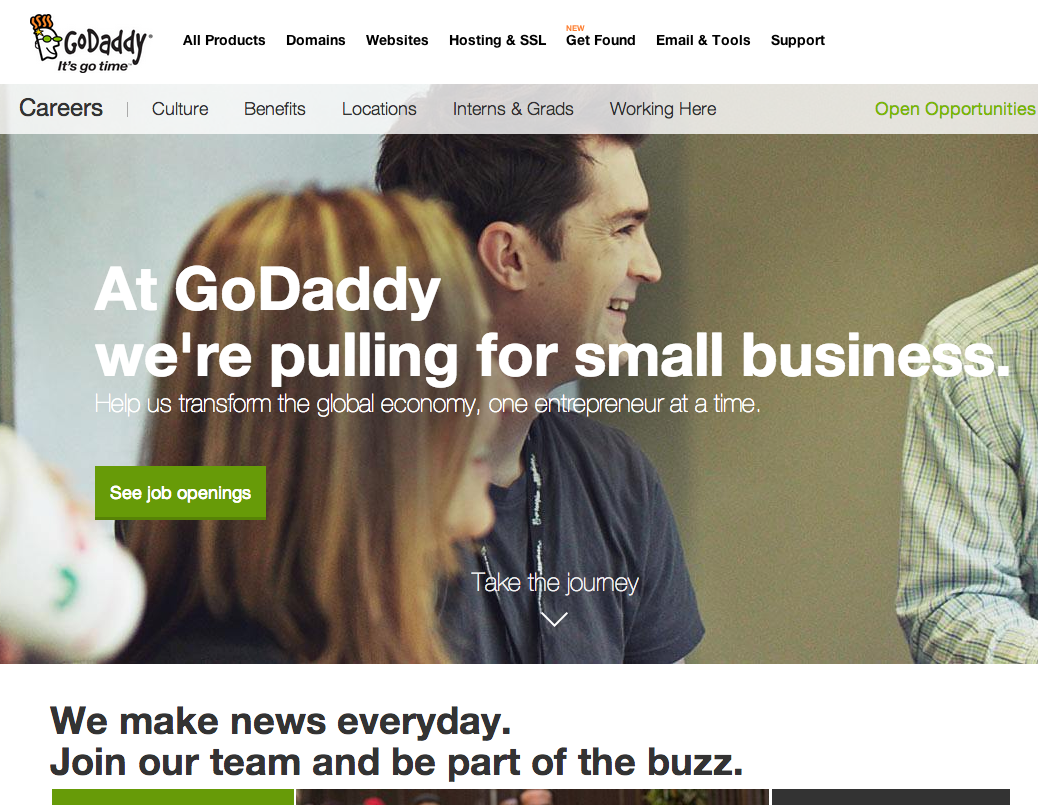 GoDaddy
It's go time
All Products Domains Websites Hosting & SSL NEW Get Found Email & Tools Support
Careers | Culture Benefits Locations Interns & Grads Working Here Open Opportunities
At GoDaddy
we're pulling for small business.
Help us transform the global economy, one entrepreneur at a time.
See job openings
Take the journey
We make news everyday.
Join our team and be part of the buzz.